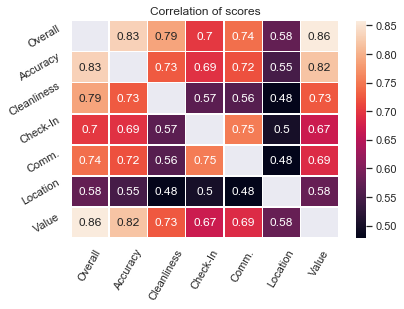 Correlation of scores
Overall 0.83 0.79 0.7 0.74 0.58 0.86
Accuracy 0.83 0.73 0.69 0.72 0.55 0.82
Cleanliness 0.79 0.73 0.57 0.56 0.48 0.73
Check-In 0.7 0.69 0.57 0.75 0.5 0.67
Comm. 0.74 0.72 0.56 0.75 0.48 0.69
Location 0.58 0.55 0.48 0.5 0.48 0.58
Value 0.86 0.82 0.73 0.67 0.69 0.58
Overall Accuracy Cleanliness Check-In Comm. Location Value
0.85
0.80
0.75
0.70
0.65
0.60
0.55
0.50